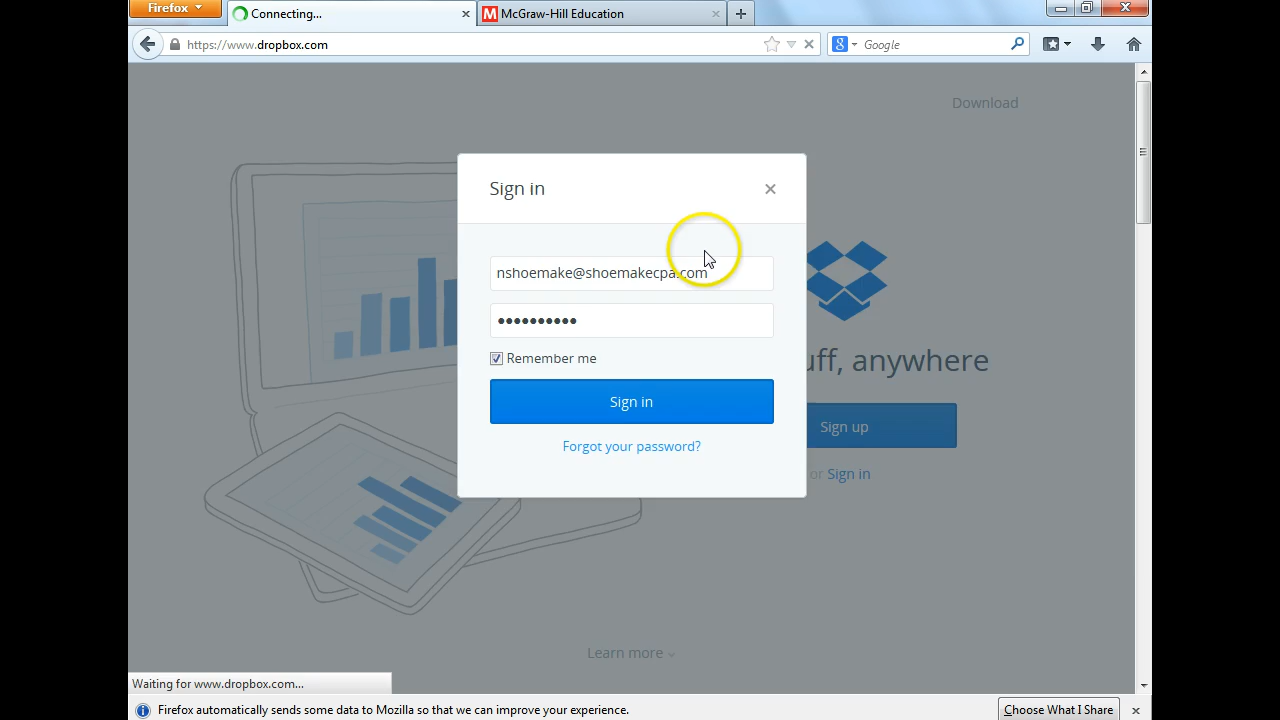 Firefox
Connecting...
McGraw-Hill Education
https://www.dropbox.com
Google
Download
Sign in
nshoemake@shoemakecpa.com
••••••••••
Remember me
Sign in
Forgot your password?
uff, anywhere
Sign up
or Sign in
Learn more
Waiting for www.dropbox.com...
Firefox automatically sends some data to Mozilla so that we can improve your experience.
Choose What I Share